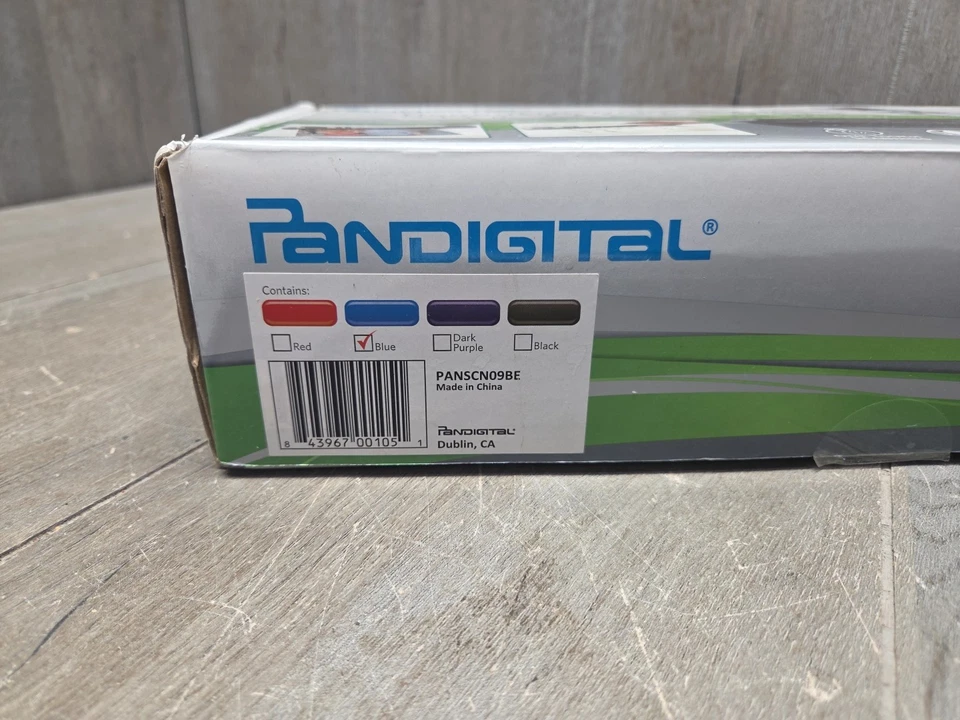 PANDIGITAL®
Contains:
Red
Blue
Dark
Purple
Black
PANSCN09BE
Made in China
8 43967 00105 1
PANDIGITAL
Dublin, CA